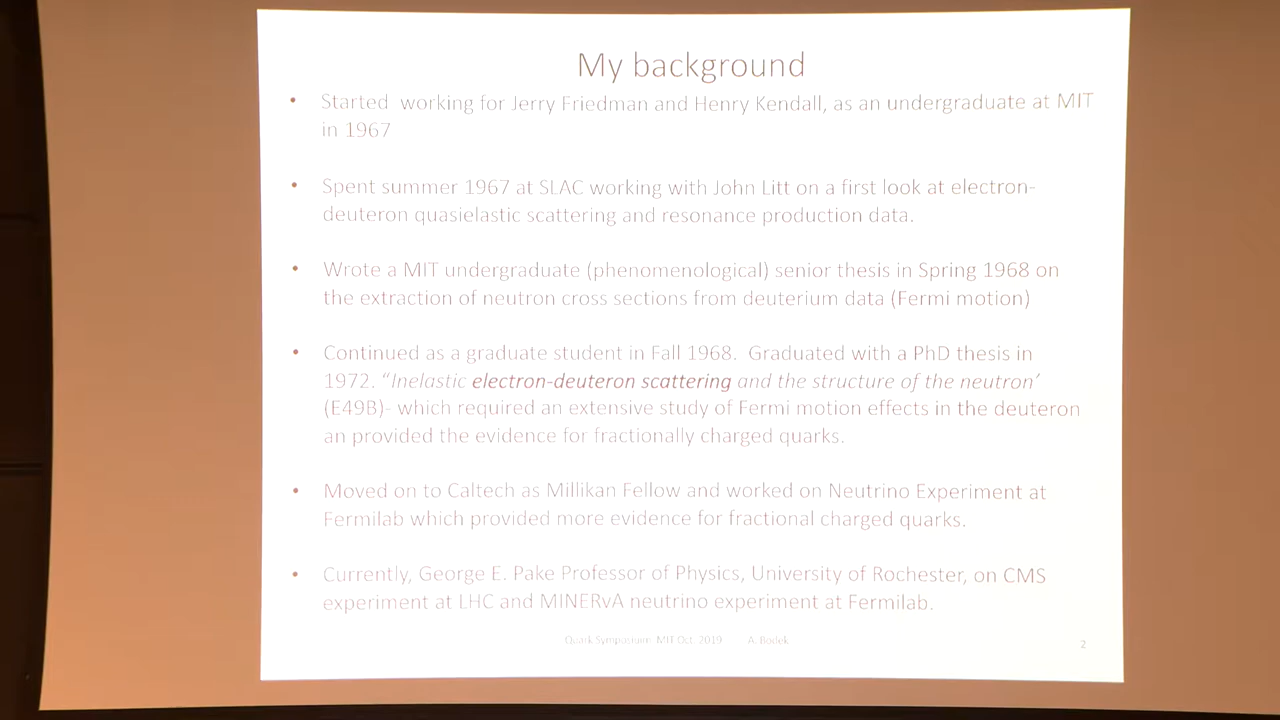 My background
• Started working for Jerry Friedman and Henry Kendall, as an undergraduate at MIT
in 1967
• Spent summer 1967 at SLAC working with John Litt on a first look at electron-
deuteron quasielastic scattering and resonance production data.
• Wrote a MIT undergraduate (phenomenological) senior thesis in Spring 1968 on
the extraction of neutron cross sections from deuterium data (Fermi motion)
• Continued as a graduate student in Fall 1968. Graduated with a PhD thesis in
1972. “Inelastic electron-deuteron scattering and the structure of the neutron’
(E49B)- which required an extensive study of Fermi motion effects in the deuteron
an provided the evidence for fractionally charged quarks.
• Moved on to Caltech as Millikan Fellow and worked on Neutrino Experiment at
Fermilab which provided more evidence for fractional charged quarks.
• Currently, George E. Pake Professor of Physics, University of Rochester, on CMS
experiment at LHC and MINERvA neutrino experiment at Fermilab.
Quark Symposium MIT Oct. 2019 A. Bodek 2